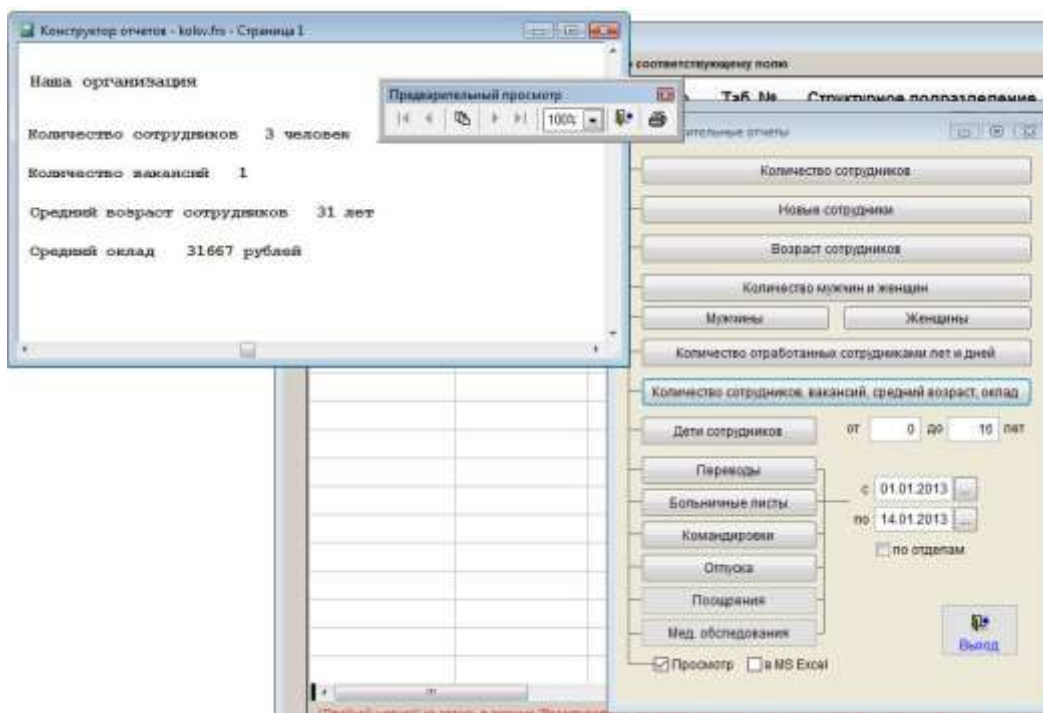 Конструктор отчетов - kolsv.frx - Страница 1
Наша организация
Количество сотрудников 3 человек
Количество вакансий 1
Средний возраст сотрудников 31 лет
Средний оклад 31667 рублей
Предварительный просмотр
100%
соответствующему полю
Таб. № Структурное подразделение
отчеты
Количество сотрудников
Новые сотрудники
Возраст сотрудников
Количество мужчин и женщин
Мужчины Женщины
Количество отработанных сотрудниками лет и дней
Количество сотрудников, вакансий, средний возраст, оклад
Дети сотрудников от 0 до 16 лет
Переводы
с 01.01.2013 ...
Больничные листы
по 14.01.2013 ...
Командировки
по отделам
Отпуска
Поощрения
Мед. обследования
Выход
Просмотр в MS Excel